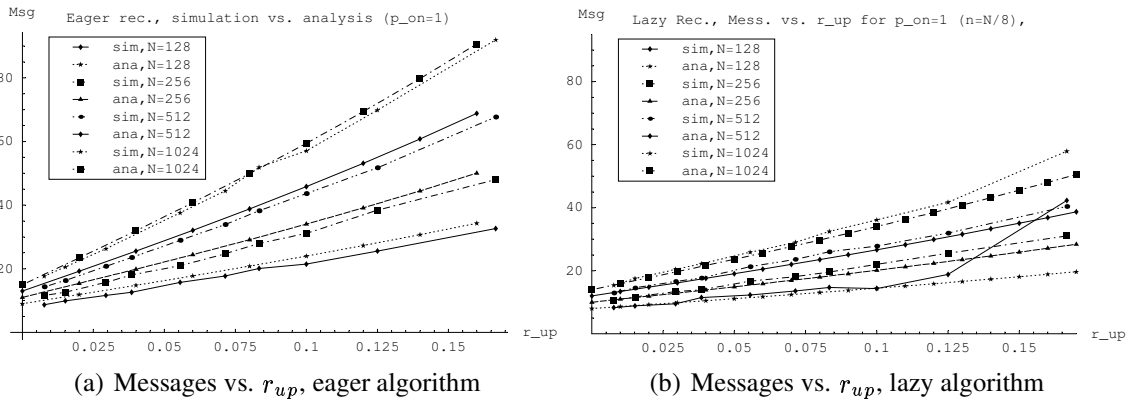 Msg
Eager rec., simulation vs. analysis (p_on=1)
sim,N=128
ana,N=128
sim,N=256
ana,N=256
sim,N=512
ana,N=512
sim,N=1024
ana,N=1024
80
60
40
20
0.025 0.05 0.075 0.1 0.125 0.15
r_up
(a) Messages vs. r_up, eager algorithm
Msg
Lazy Rec., Mess. vs. r_up for p_on=1 (n=N/8),
sim,N=128
ana,N=128
sim,N=256
ana,N=256
sim,N=512
ana,N=512
sim,N=1024
ana,N=1024
80
60
40
20
0.025 0.05 0.075 0.1 0.125 0.15
r_up
(b) Messages vs. r_up, lazy algorithm